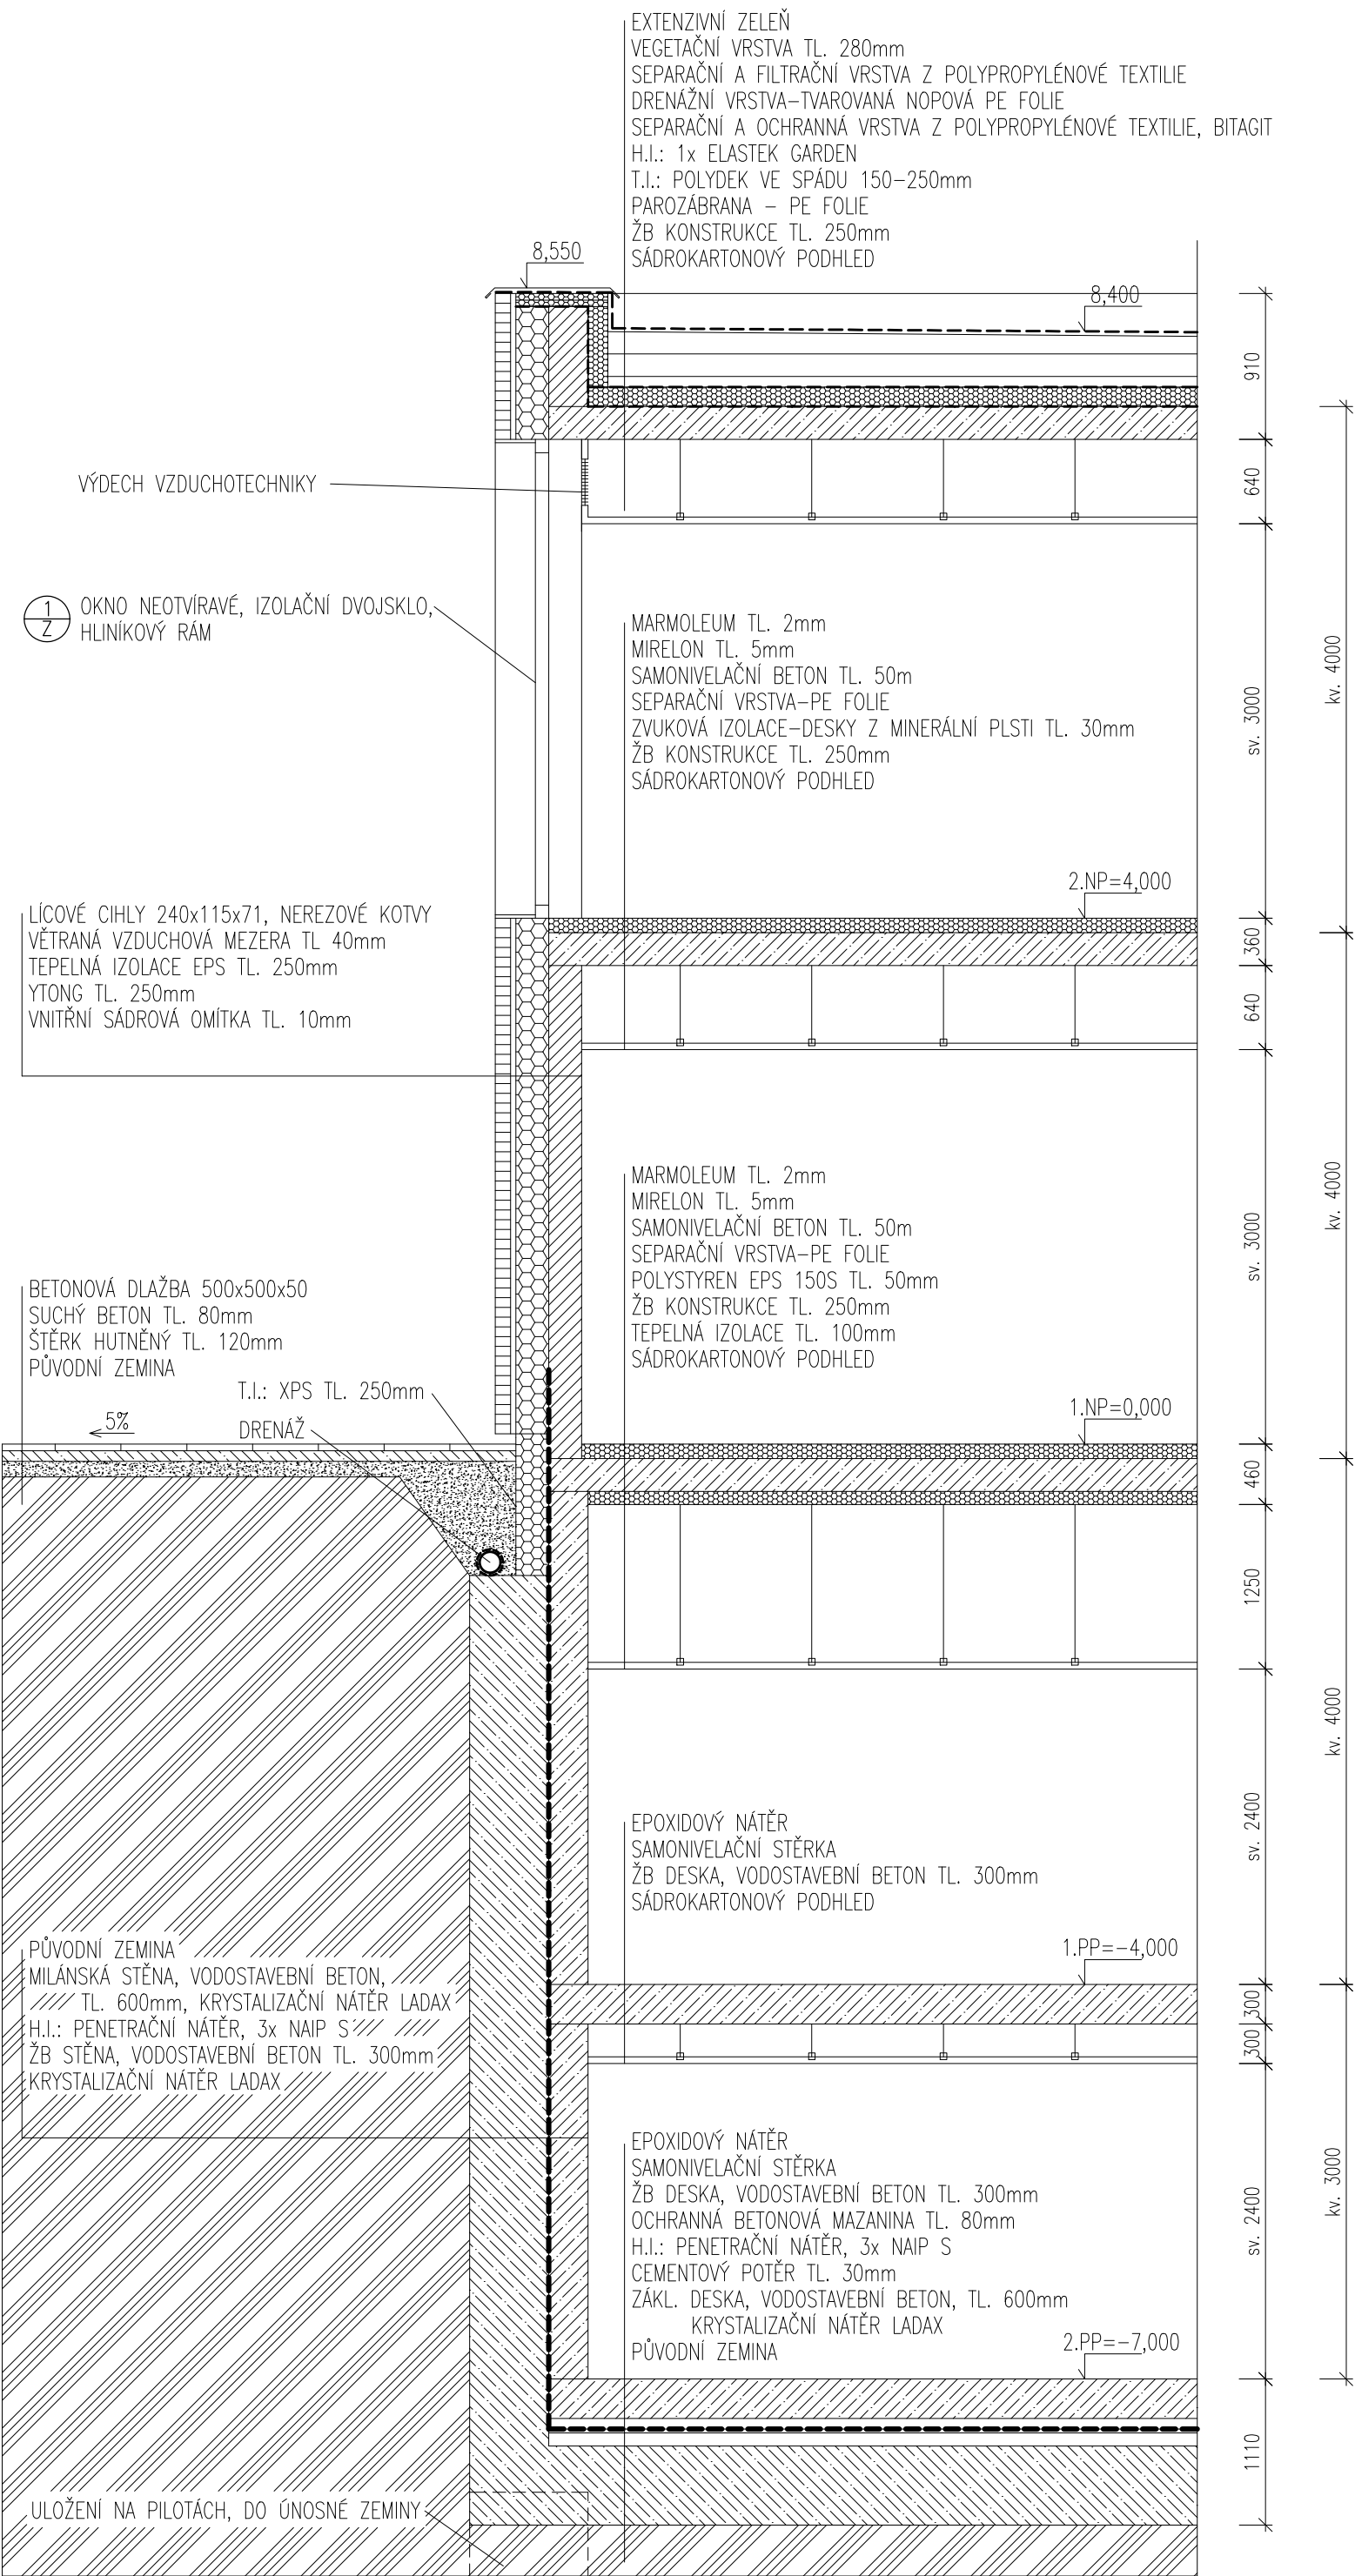 EXTENZIVNÍ ZELEŇ
VEGETAČNÍ VRSTVA TL. 280mm
SEPARAČNÍ A FILTRAČNÍ VRSTVA Z POLYPROPYLÉNOVÉ TEXTILIE
DRENÁŽNÍ VRSTVA-TVAROVANÁ NOPOVÁ PE FOLIE
SEPARAČNÍ A OCHRANNÁ VRSTVA Z POLYPROPYLÉNOVÉ TEXTILIE, BITAGIT
H.I.: 1x ELASTEK GARDEN
T.I.: POLYDEK VE SPÁDU 150-250mm
PAROZÁBRANA - PE FOLIE
ŽB KONSTRUKCE TL. 250mm
SÁDROKARTONOVÝ PODHLED
8,550
8,400
910
640
VÝDECH VZDUCHOTECHNIKY
1
Z
OKNO NEOTVÍRAVÉ, IZOLAČNÍ DVOJSKLO,
HLINÍKOVÝ RÁM
MARMOLEUM TL. 2mm
MIRELON TL. 5mm
SAMONIVELAČNÍ BETON TL. 50m
SEPARAČNÍ VRSTVA-PE FOLIE
ZVUKOVÁ IZOLACE-DESKY Z MINERÁLNÍ PLSTI TL. 30mm
ŽB KONSTRUKCE TL. 250mm
SÁDROKARTONOVÝ PODHLED
sv. 3000
kv. 4000
2.NP=4,000
LÍCOVÉ CIHLY 240x115x71, NEREZOVÉ KOTVY
VĚTRANÁ VZDUCHOVÁ MEZERA TL 40mm
TEPELNÁ IZOLACE EPS TL. 250mm
YTONG TL. 250mm
VNITŘNÍ SÁDROVÁ OMÍTKA TL. 10mm
360
640
MARMOLEUM TL. 2mm
MIRELON TL. 5mm
SAMONIVELAČNÍ BETON TL. 50m
SEPARAČNÍ VRSTVA-PE FOLIE
POLYSTYREN EPS 150S TL. 50mm
ŽB KONSTRUKCE TL. 250mm
TEPELNÁ IZOLACE TL. 100mm
SÁDROKARTONOVÝ PODHLED
sv. 3000
kv. 4000
BETONOVÁ DLAŽBA 500x500x50
SUCHÝ BETON TL. 80mm
ŠTĚRK HUTNĚNÝ TL. 120mm
PŮVODNÍ ZEMINA
T.I.: XPS TL. 250mm
DRENÁŽ
5%
1.NP=0,000
460
1250
EPOXIDOVÝ NÁTĚR
SAMONIVELAČNÍ STĚRKA
ŽB DESKA, VODOSTAVEBNÍ BETON TL. 300mm
SÁDROKARTONOVÝ PODHLED
sv. 2400
kv. 4000
1.PP=-4,000
PŮVODNÍ ZEMINA
MILÁNSKÁ STĚNA, VODOSTAVEBNÍ BETON,
TL. 600mm, KRYSTALIZAČNÍ NÁTĚR LADAX
H.I.: PENETRAČNÍ NÁTĚR, 3x NAIP S
ŽB STĚNA, VODOSTAVEBNÍ BETON TL. 300mm
KRYSTALIZAČNÍ NÁTĚR LADAX
300
300
EPOXIDOVÝ NÁTĚR
SAMONIVELAČNÍ STĚRKA
ŽB DESKA, VODOSTAVEBNÍ BETON TL. 300mm
OCHRANNÁ BETONOVÁ MAZANINA TL. 80mm
H.I.: PENETRAČNÍ NÁTĚR, 3x NAIP S
CEMENTOVÝ POTĚR TL. 30mm
ZÁKL. DESKA, VODOSTAVEBNÍ BETON, TL. 600mm
KRYSTALIZAČNÍ NÁTĚR LADAX
PŮVODNÍ ZEMINA
sv. 2400
kv. 3000
2.PP=-7,000
1110
ULOŽENÍ NA PILOTÁCH, DO ÚNOSNÉ ZEMINY